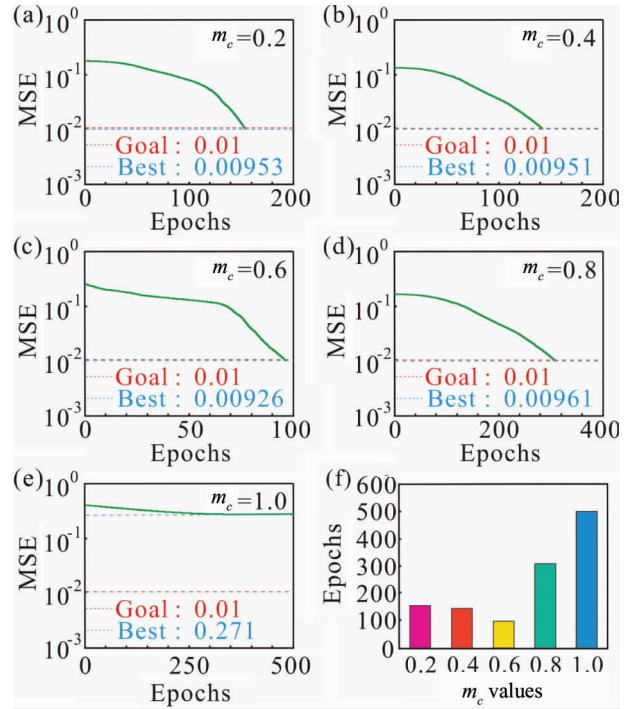 (a)
m_c=0.2
MSE
10^0
10^-1
10^-2
10^-3
Goal : 0.01
Best : 0.00953
0 100 200
Epochs
(b)
m_c=0.4
MSE
10^0
10^-1
10^-2
10^-3
Goal : 0.01
Best : 0.00951
0 100 200
Epochs
(c)
m_c=0.6
MSE
10^0
10^-1
10^-2
10^-3
Goal : 0.01
Best : 0.00926
0 50 100
Epochs
(d)
m_c=0.8
MSE
10^0
10^-1
10^-2
10^-3
Goal : 0.01
Best : 0.00961
0 200 400
Epochs
(e)
m_c=1.0
MSE
10^0
10^-1
10^-2
10^-3
Goal : 0.01
Best : 0.271
0 250 500
Epochs
(f)
Epochs
600
500
400
300
200
100
0
0.2 0.4 0.6 0.8 1.0
m_c values